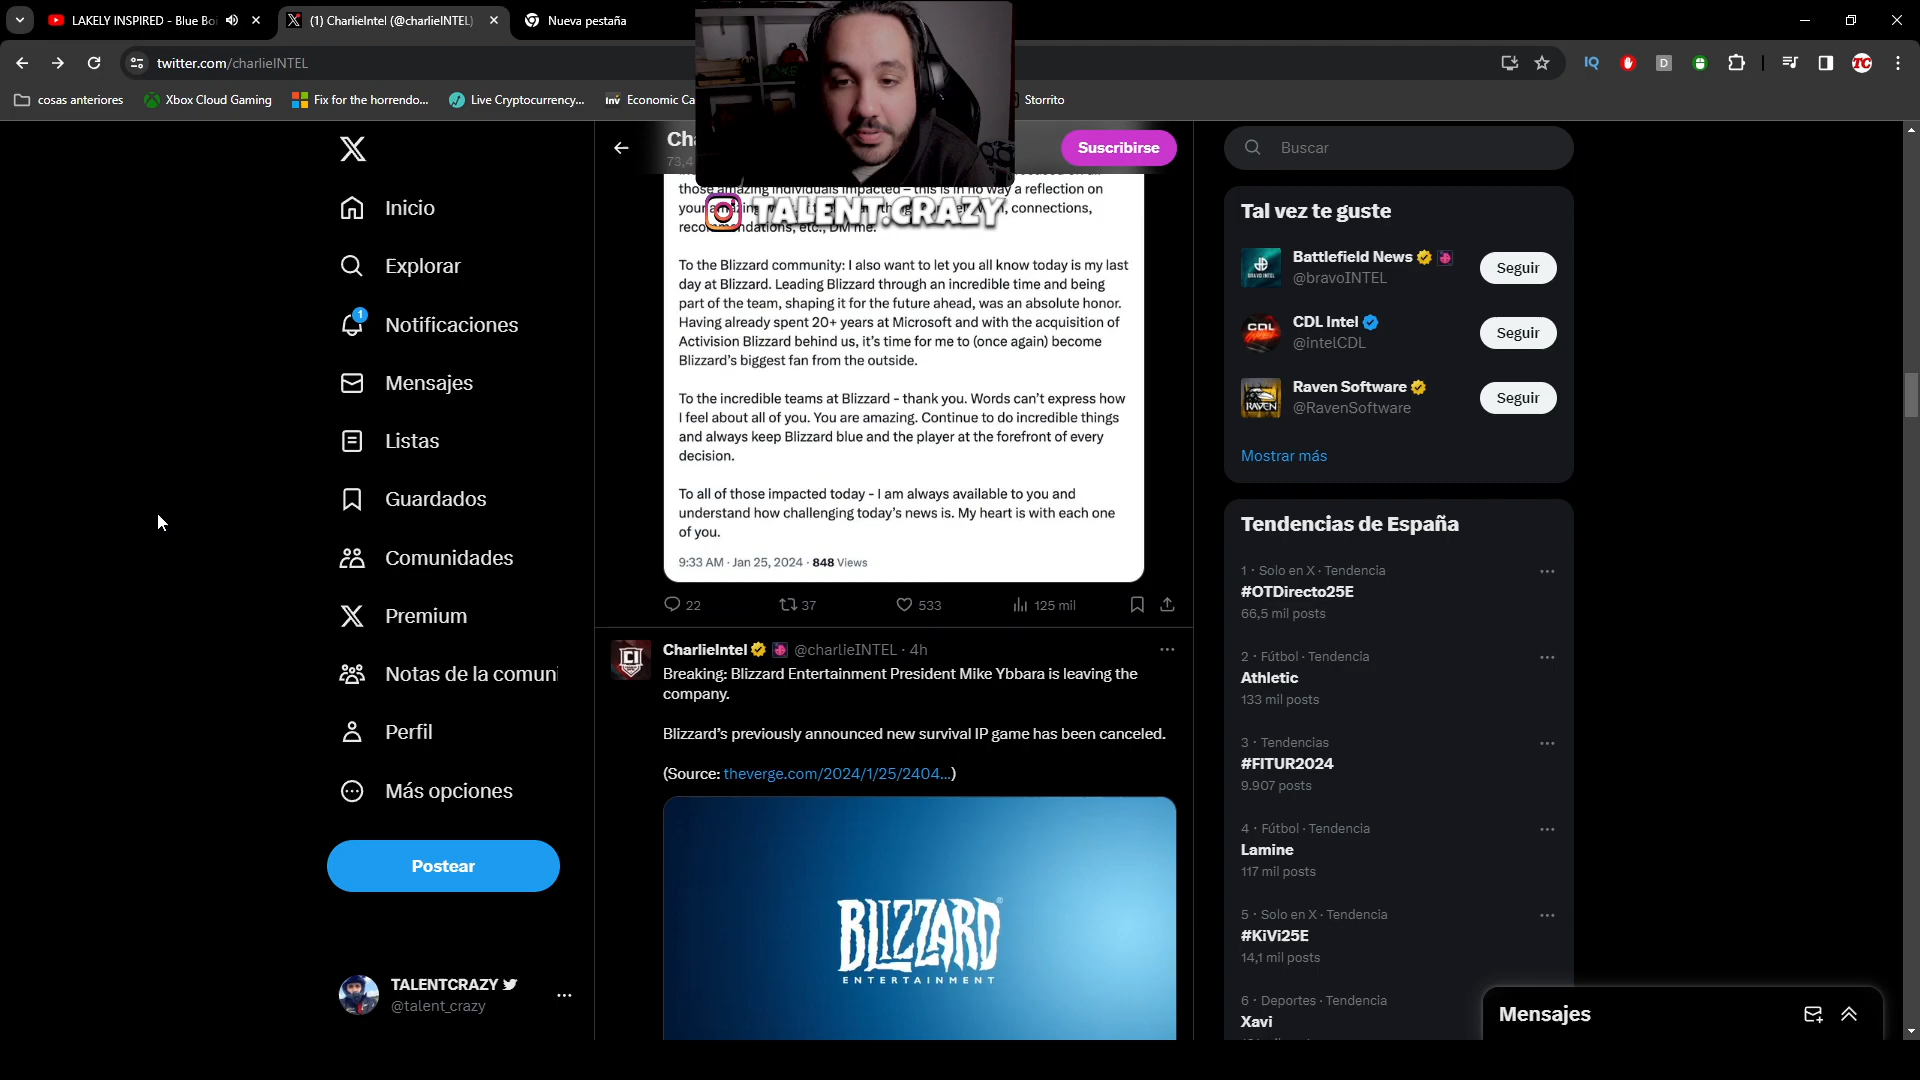 LAKELY INSPIRED - Blue Boi
(1) CharlieIntel (@charlieINTEL)
Nueva pestaña
twitter.com/charlieINTEL
IQ
D
TC
cosas anteriores
Xbox Cloud Gaming
Fix for the horrendo...
Live Cryptocurrency...
Inv Economic Ca
Storrito
Inicio
Explorar
1
Notificaciones
Mensajes
Listas
Guardados
Comunidades
Premium
Notas de la comuni
Perfil
Más opciones
Postear
TALENTCRAZY
@talent_crazy
Ch
73,4
Suscribirse
those amazing individuals impacted – this is in no way a reflection on
your amazing connections,
recommendations, etc., DM me.
TALENT.CRAZY
To the Blizzard community: I also want to let you all know today is my last
day at Blizzard. Leading Blizzard through an incredible time and being
part of the team, shaping it for the future ahead, was an absolute honor.
Having already spent 20+ years at Microsoft and with the acquisition of
Activision Blizzard behind us, it's time for me to (once again) become
Blizzard's biggest fan from the outside.
To the incredible teams at Blizzard - thank you. Words can't express how
I feel about all of you. You are amazing. Continue to do incredible things
and always keep Blizzard blue and the player at the forefront of every
decision.
To all of those impacted today - I am always available to you and
understand how challenging today's news is. My heart is with each one
of you.
9:33 AM · Jan 25, 2024 · 848 Views
22 37 533 125 mil
CI
CharlieIntel @charlieINTEL · 4h
Breaking: Blizzard Entertainment President Mike Ybbara is leaving the
company.
Blizzard's previously announced new survival IP game has been canceled.
(Source: theverge.com/2024/1/25/2404...)
BLIZZARD®
ENTERTAINMENT
Buscar
Tal vez te guste
Battlefield News
@bravoINTEL
Seguir
CDL
CDL Intel
@intelCDL
Seguir
RAVEN
Raven Software
@RavenSoftware
Seguir
Mostrar más
Tendencias de España
1 · Solo en X · Tendencia
#OTDirecto25E
66,5 mil posts
2 · Fútbol · Tendencia
Athletic
133 mil posts
3 · Tendencias
#FITUR2024
9.907 posts
4 · Fútbol · Tendencia
Lamine
117 mil posts
5 · Solo en X · Tendencia
#KiVi25E
14,1 mil posts
6 · Deportes · Tendencia
Xavi
Mensajes